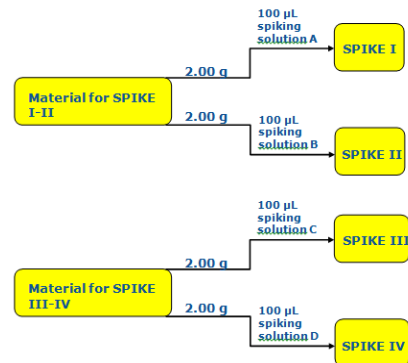 100 µL
spiking
solution A
SPIKE I
2.00 g
Material for SPIKE
I-II
2.00 g
100 µL
spiking
solution B
SPIKE II
100 µL
spiking
solution C
SPIKE III
2.00 g
Material for SPIKE
III-IV
2.00 g
100 µL
spiking
solution D
SPIKE IV